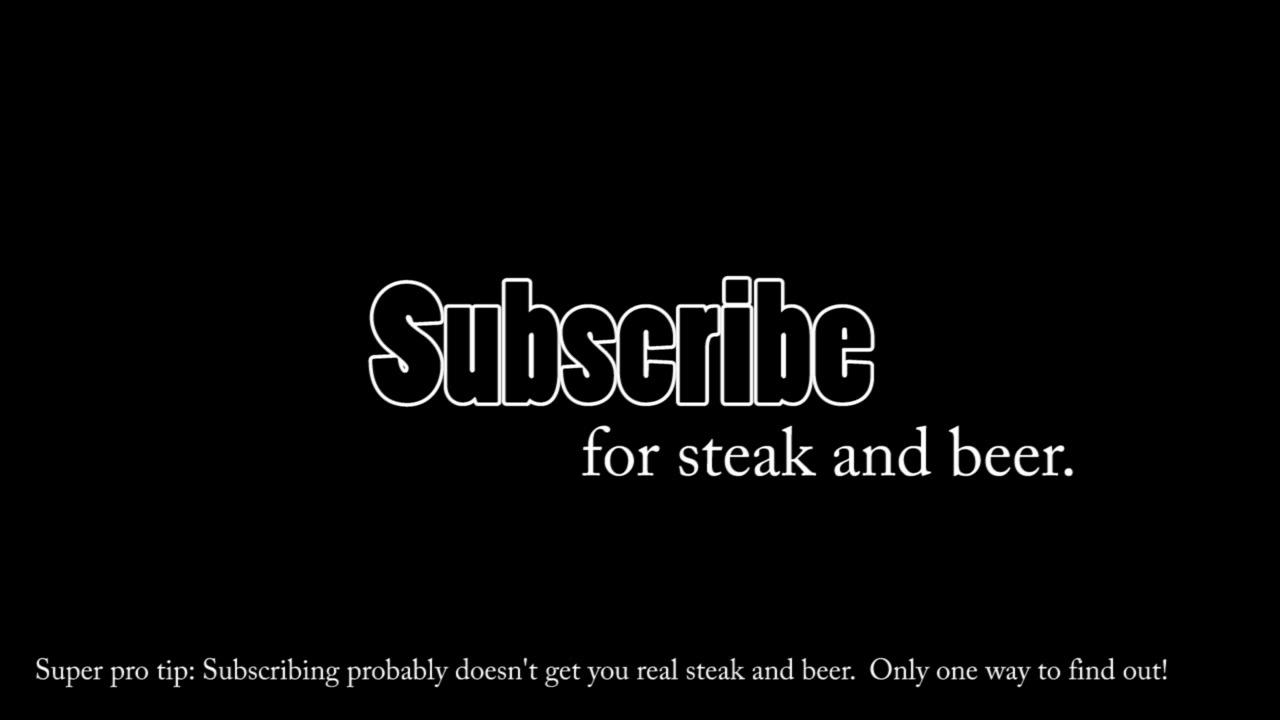 Subscribe
for steak and beer.
Super pro tip: Subscribing probably doesn't get you real steak and beer.  Only one way to find out!